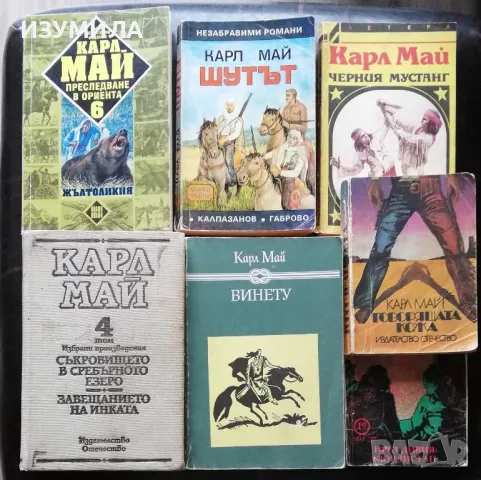 ИЗУМИЛА
КАРЛ
МАЙ
ПРЕСЛЕДВАНЕ
В ОРИЕНТА
6
ЖЪЛТОЛИКИЯ
НЕЗАБРАВИМИ РОМАНИ
КАРЛ МАЙ
ШУТЪТ
КАЛПАЗАНОВ • ГАБРОВО
Карл Май
ЧЕРНИЯ МУСТАНГ
КАРЛ
МАЙ
4
том
Избрани произведения
СЪКРОВИЩЕТО
В СРЕБЪРНОТО
ЕЗЕРО
ЗАВЕЩАНИЕТО
НА ИНКАТА
Издателство
Отечество
Карл Май
ВИНЕТУ
КАРЛ МАЙ
ГОВОРЯЩАТА
КОЖА
ИЗДАТЕЛСТВО ОТЕЧЕСТВО